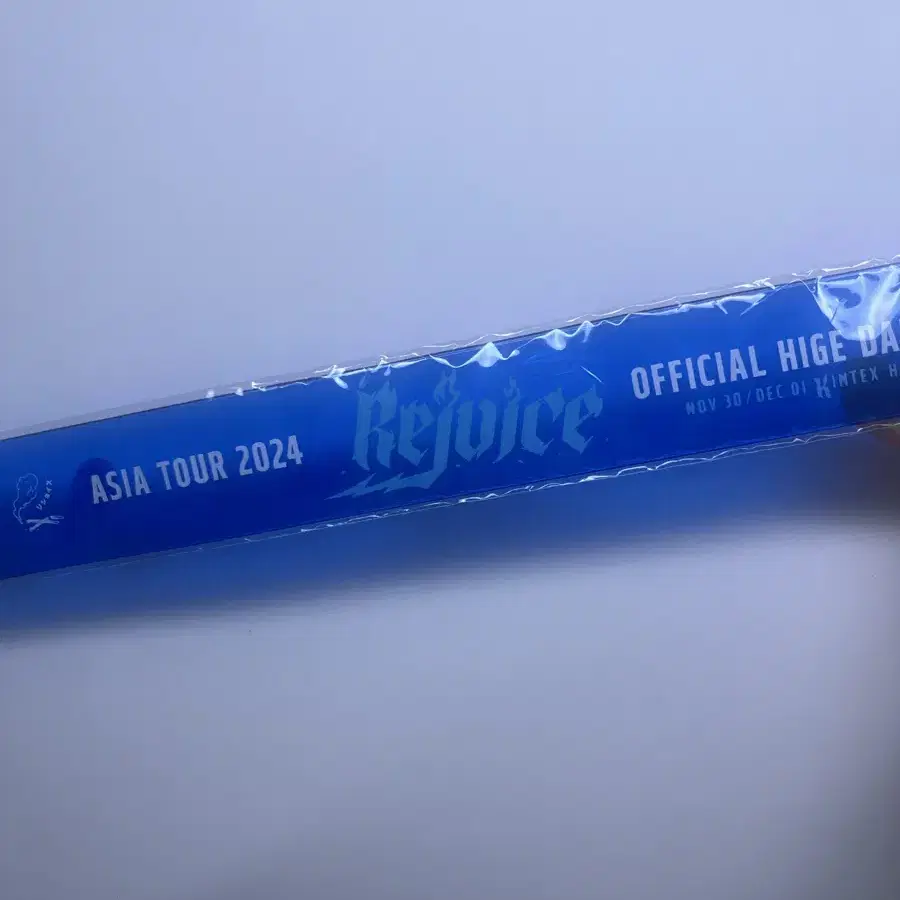 ASIA TOUR 2024
Rejoice
OFFICIAL HIGE DA
NOV 30/DEC 01 KINTEX H